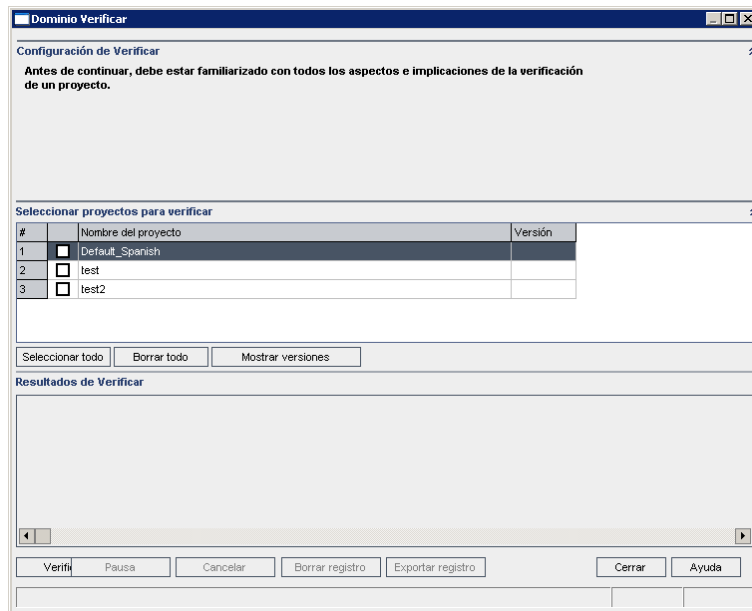 Dominio Verificar
Configuración de Verificar
Antes de continuar, debe estar familiarizado con todos los aspectos e implicaciones de la verificación
de un proyecto.
Seleccionar proyectos para verificar
# Nombre del proyecto Versión
1 Default_Spanish
2 test
3 test2
Seleccionar todo Borrar todo Mostrar versiones
Resultados de Verificar
Verifi Pausa Cancelar Borrar registro Exportar registro Cerrar Ayuda